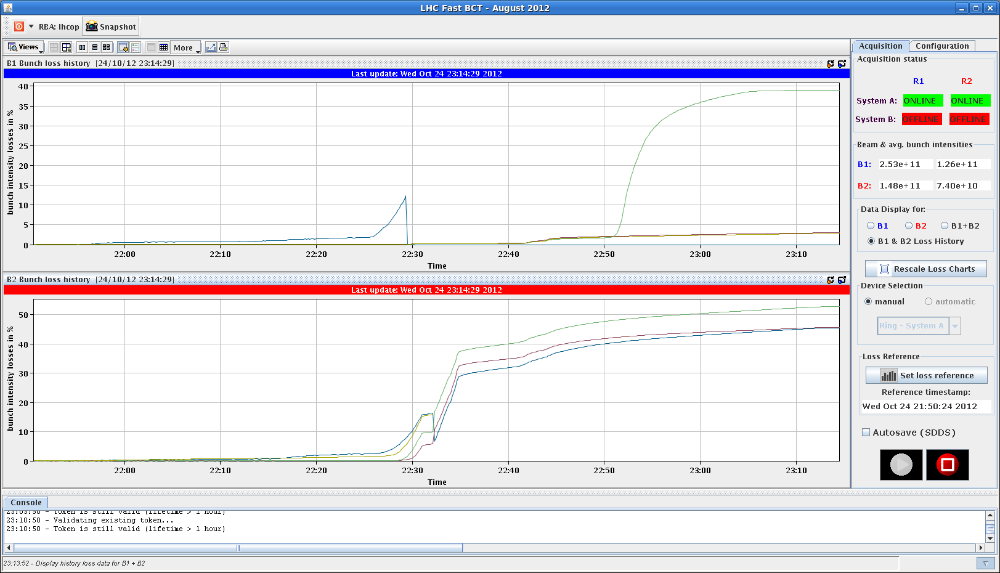 LHC Fast BCT - August 2012
RBA: lhcop
Snapshot
Views
More
B1 Bunch loss history [24/10/12 23:14:29]
Last update: Wed Oct 24 23:14:29 2012
bunch intensity losses in %
40
35
30
25
20
15
10
5
0
22:00 22:10 22:20 22:30 22:40 22:50 23:00 23:10
Time
B2 Bunch loss history [24/10/12 23:14:29]
Last update: Wed Oct 24 23:14:29 2012
bunch intensity losses in %
50
40
30
20
10
0
22:00 22:10 22:20 22:30 22:40 22:50 23:00 23:10
Time
Acquisition Configuration
Acquisition status
R1 R2
System A: ONLINE ONLINE
System B: OFFLINE OFFLINE
Beam & avg. bunch intensities
B1: 2.53e+11 1.26e+11
B2: 1.48e+11 7.40e+10
Data Display for:
B1 B2 B1+B2
B1 & B2 Loss History
Rescale Loss Charts
Device Selection
manual automatic
Ring - System A
Loss Reference
Set loss reference
Reference timestamp:
Wed Oct 24 21:50:24 2012
Autosave (SDDS)
Console
23:05:50 - Token is still valid (lifetime > 1 hour)
23:10:50 - Validating existing token...
23:10:50 - Token is still valid (lifetime > 1 hour)
23:13:52 - Display history loss data for B1 + B2